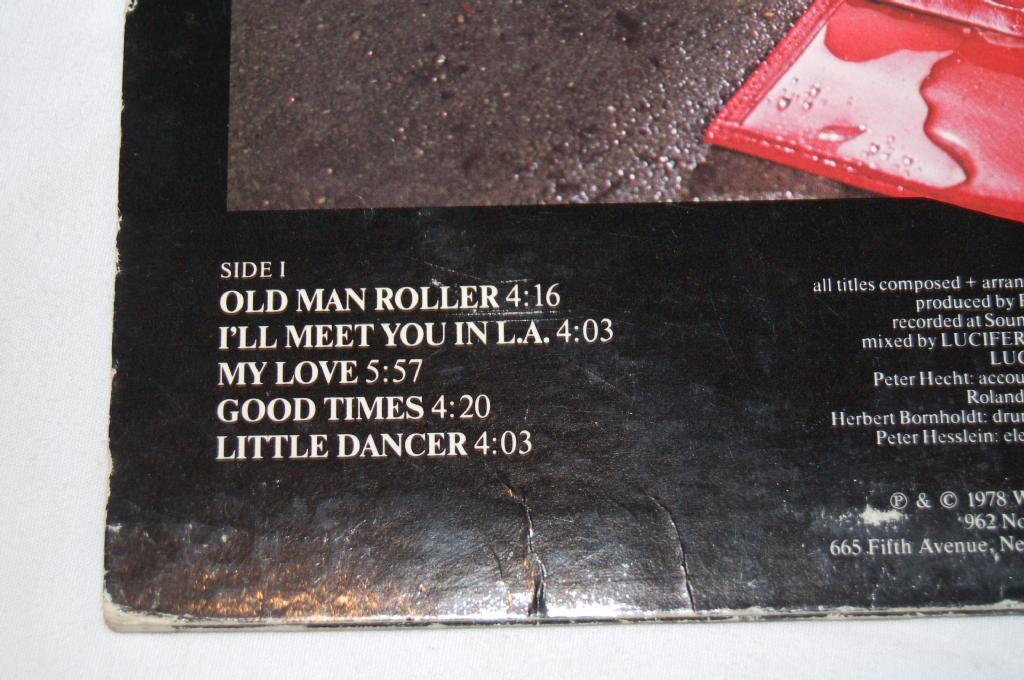 SIDE I
OLD MAN ROLLER 4:16
I'LL MEET YOU IN L.A. 4:03
MY LOVE 5:57
GOOD TIMES 4:20
LITTLE DANCER 4:03
all titles composed + arran
produced by
recorded at Soun
mixed by LUCIFER
LUC
Peter Hecht: accou
Roland
Herbert Bornholdt: dru
Peter Hesslein: ele
℗ & © 1978 W
962 No
665 Fifth Avenue, Ne